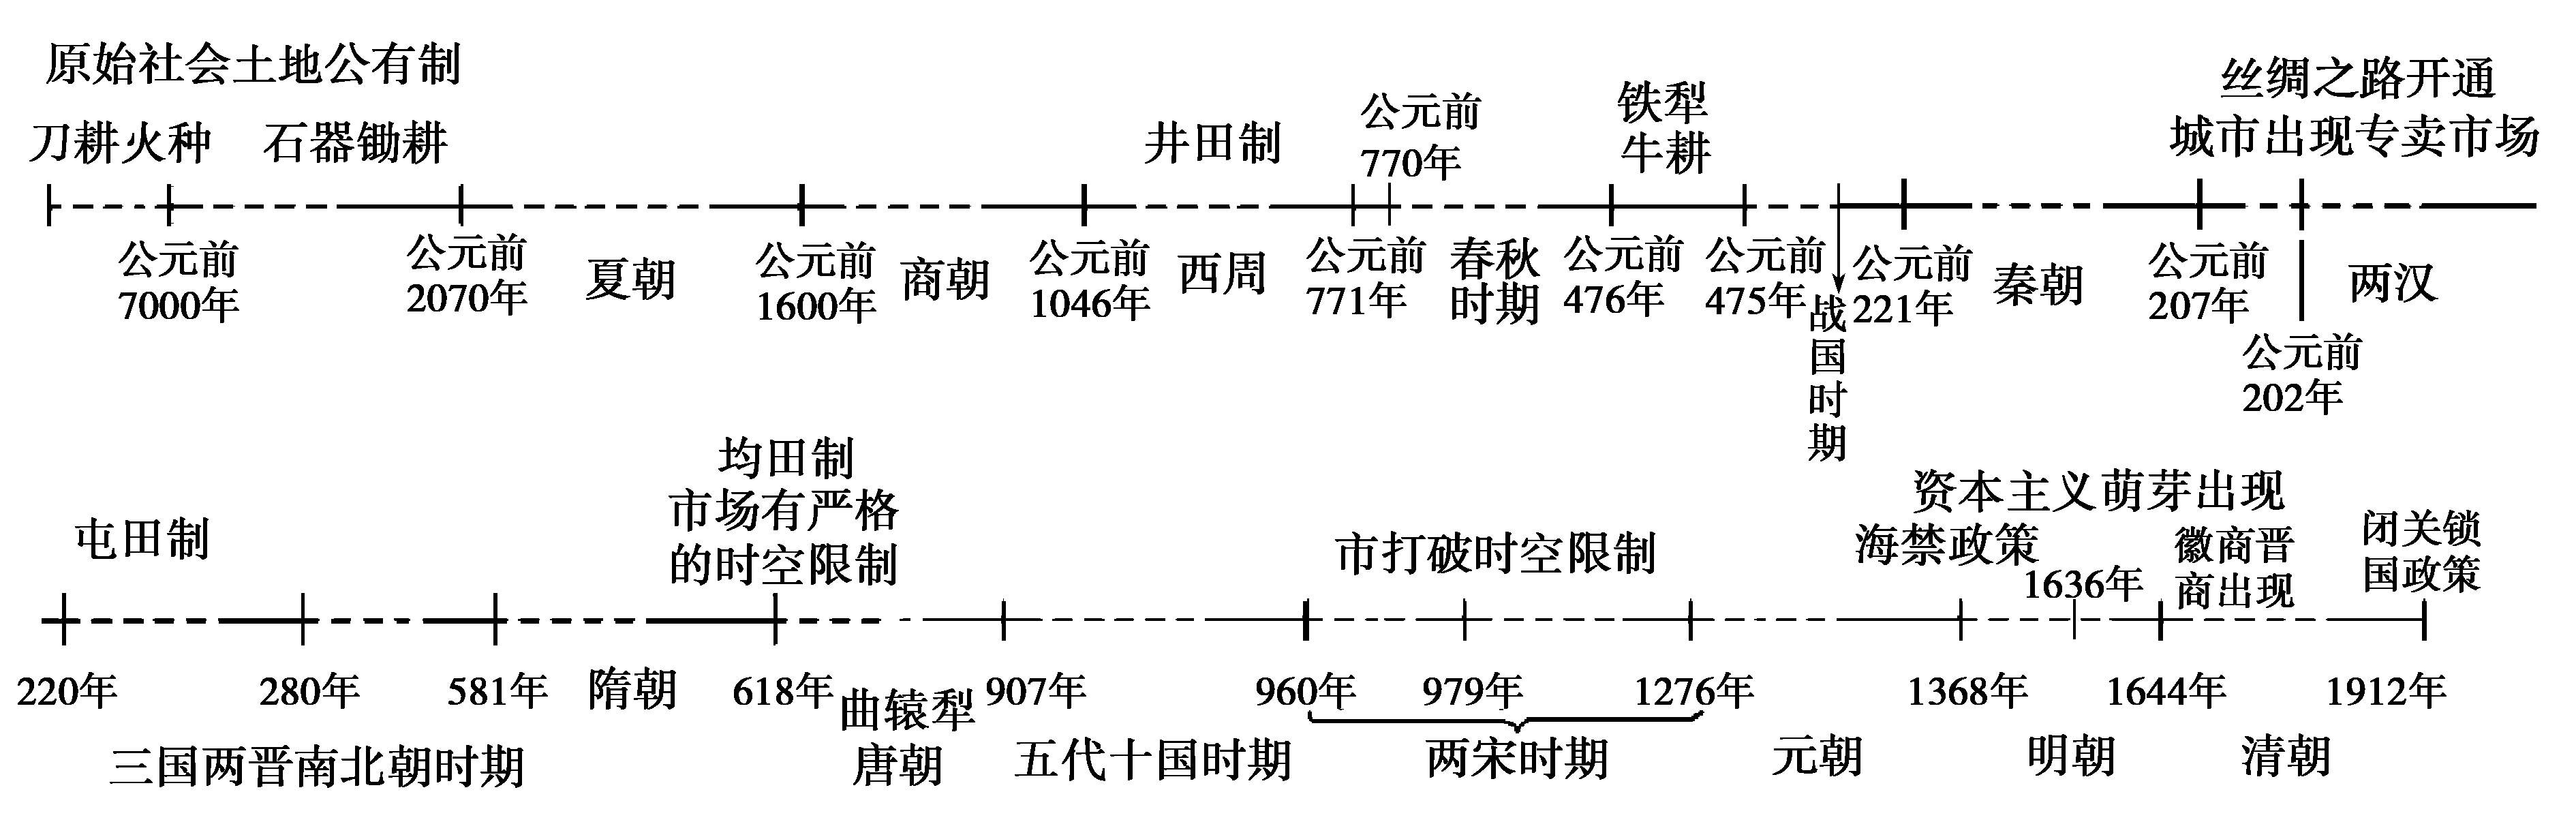 原始社会土地公有制
刀耕火种
石器锄耕
井田制
公元前
770年
铁犁
牛耕
丝绸之路开通
城市出现专卖市场
公元前
7000年
公元前
2070年
夏朝
公元前
1600年
商朝
公元前
1046年
西周
公元前
771年
春秋
时期
公元前
476年
公元前
475年
战
国
时
期
公元前
221年
秦朝
公元前
207年
公元前
202年
两汉
屯田制
均田制
市场有严格
的时空限制
市打破时空限制
资本主义萌芽出现
海禁政策
1636年
徽商晋
商出现
闭关锁
国政策
220年
280年
581年
隋朝
618年
曲辕犁
唐朝
907年
960年
979年
1276年
1368年
1644年
1912年
三国两晋南北朝时期
五代十国时期
两宋时期
元朝
明朝
清朝